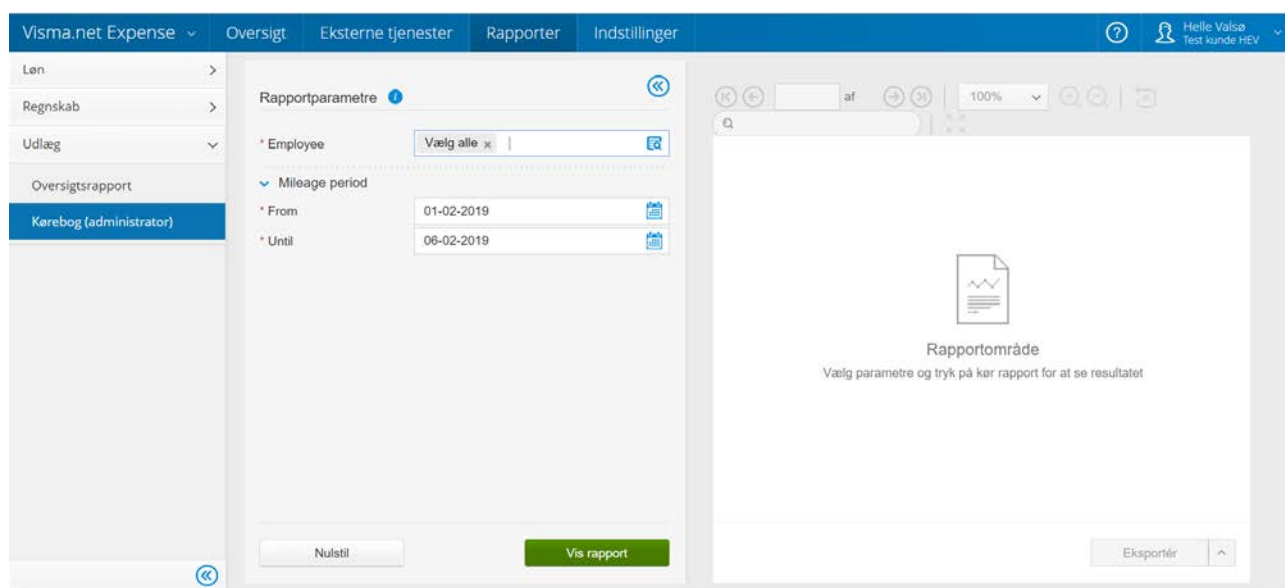 Visma.net Expense Oversigt Eksterne tjenester Rapporter Indstillinger Helle Valsø
Test kunde HEV
Løn
Regnskab
Udlæg
Oversigtsrapport
Kørebog (administrator)
Rapportparametre
* Employee Vælg alle x
Mileage period
* From 01-02-2019
* Until 06-02-2019
Nulstil Vis rapport
af 100%
Rapportområde
Vælg parametre og tryk på kør rapport for at se resultatet
Eksportér